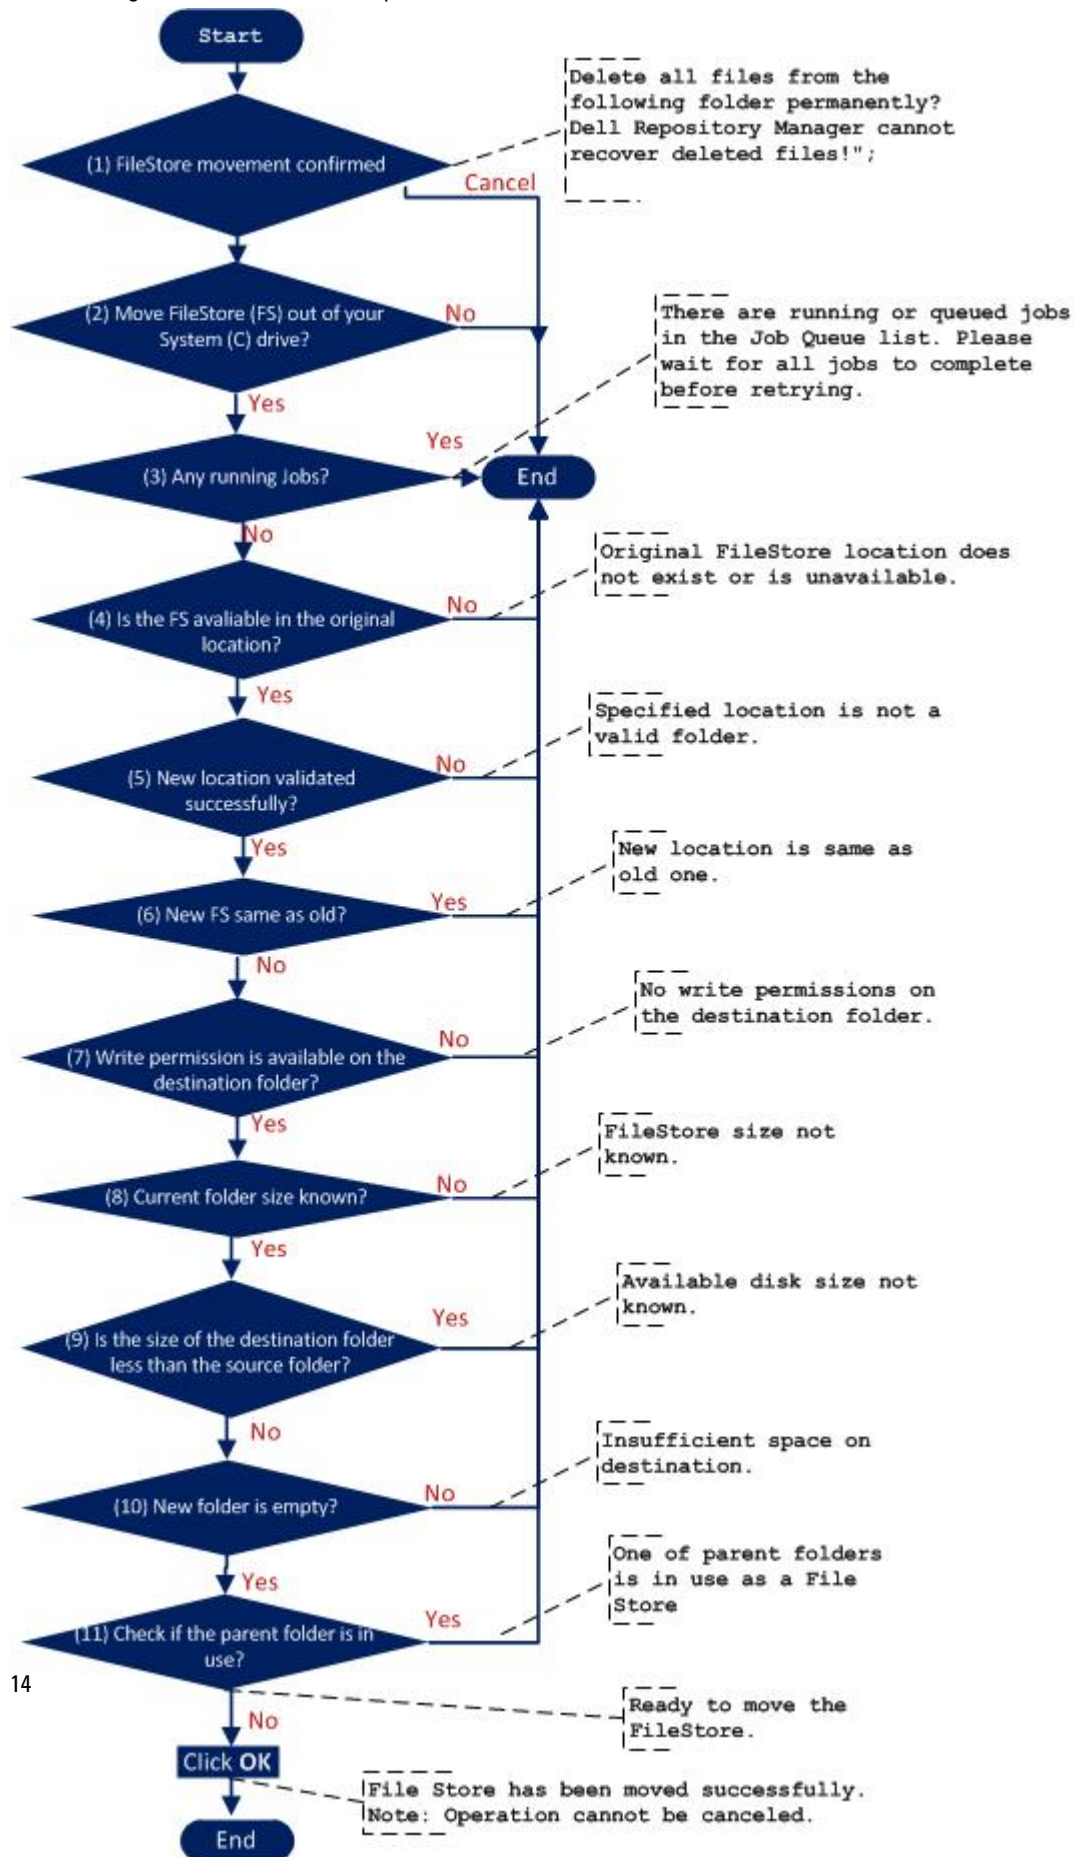 Start
Delete all files from the
following folder permanently?
Dell Repository Manager cannot
recover deleted files!";
(1) FileStore movement confirmed
Cancel
(2) Move FileStore (FS) out of your
System (C) drive?
No
There are running or queued jobs
in the Job Queue list. Please
wait for all jobs to complete
before retrying.
Yes
Yes
(3) Any running Jobs?
End
No
Original FileStore location does
not exist or is unavailable.
No
(4) Is the FS avaliable in the original
location?
Yes
Specified location is not a
valid folder.
No
(5) New location validated
successfully?
Yes
New location is same as
old one.
Yes
(6) New FS same as old?
No
No write permissions on
the destination folder.
No
(7) Write permission is available on the
destination folder?
Yes
FileStore size not
known.
No
(8) Current folder size known?
Yes
Available disk size not
known.
Yes
(9) Is the size of the destination folder
less than the source folder?
No
Insufficient space on
destination.
No
(10) New folder is empty?
Yes
One of parent folders
is in use as a File
Store
Yes
(11) Check if the parent folder is in
use?
14
No
Ready to move the
FileStore.
Click OK
File Store has been moved successfully.
Note: Operation cannot be canceled.
End